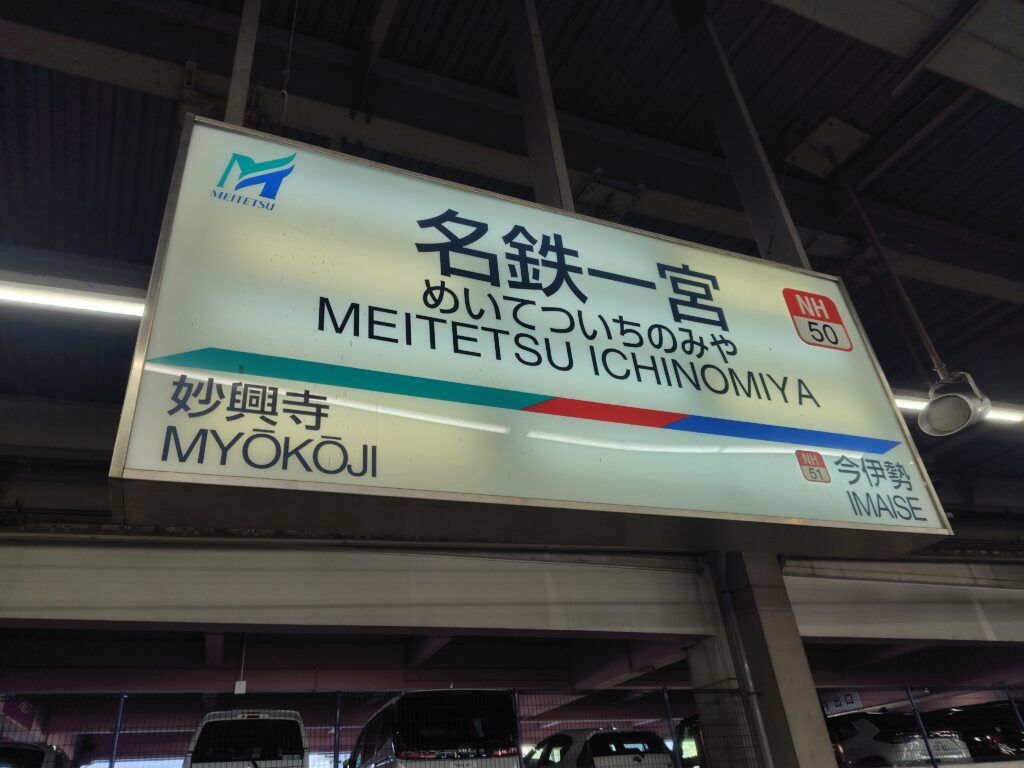 MEITETSU
名鉄一宮
めいてついちのみや
MEITETSU ICHINOMIYA
NH
50
妙興寺
MYŌKŌJI
NH
51
今伊勢
IMAISE